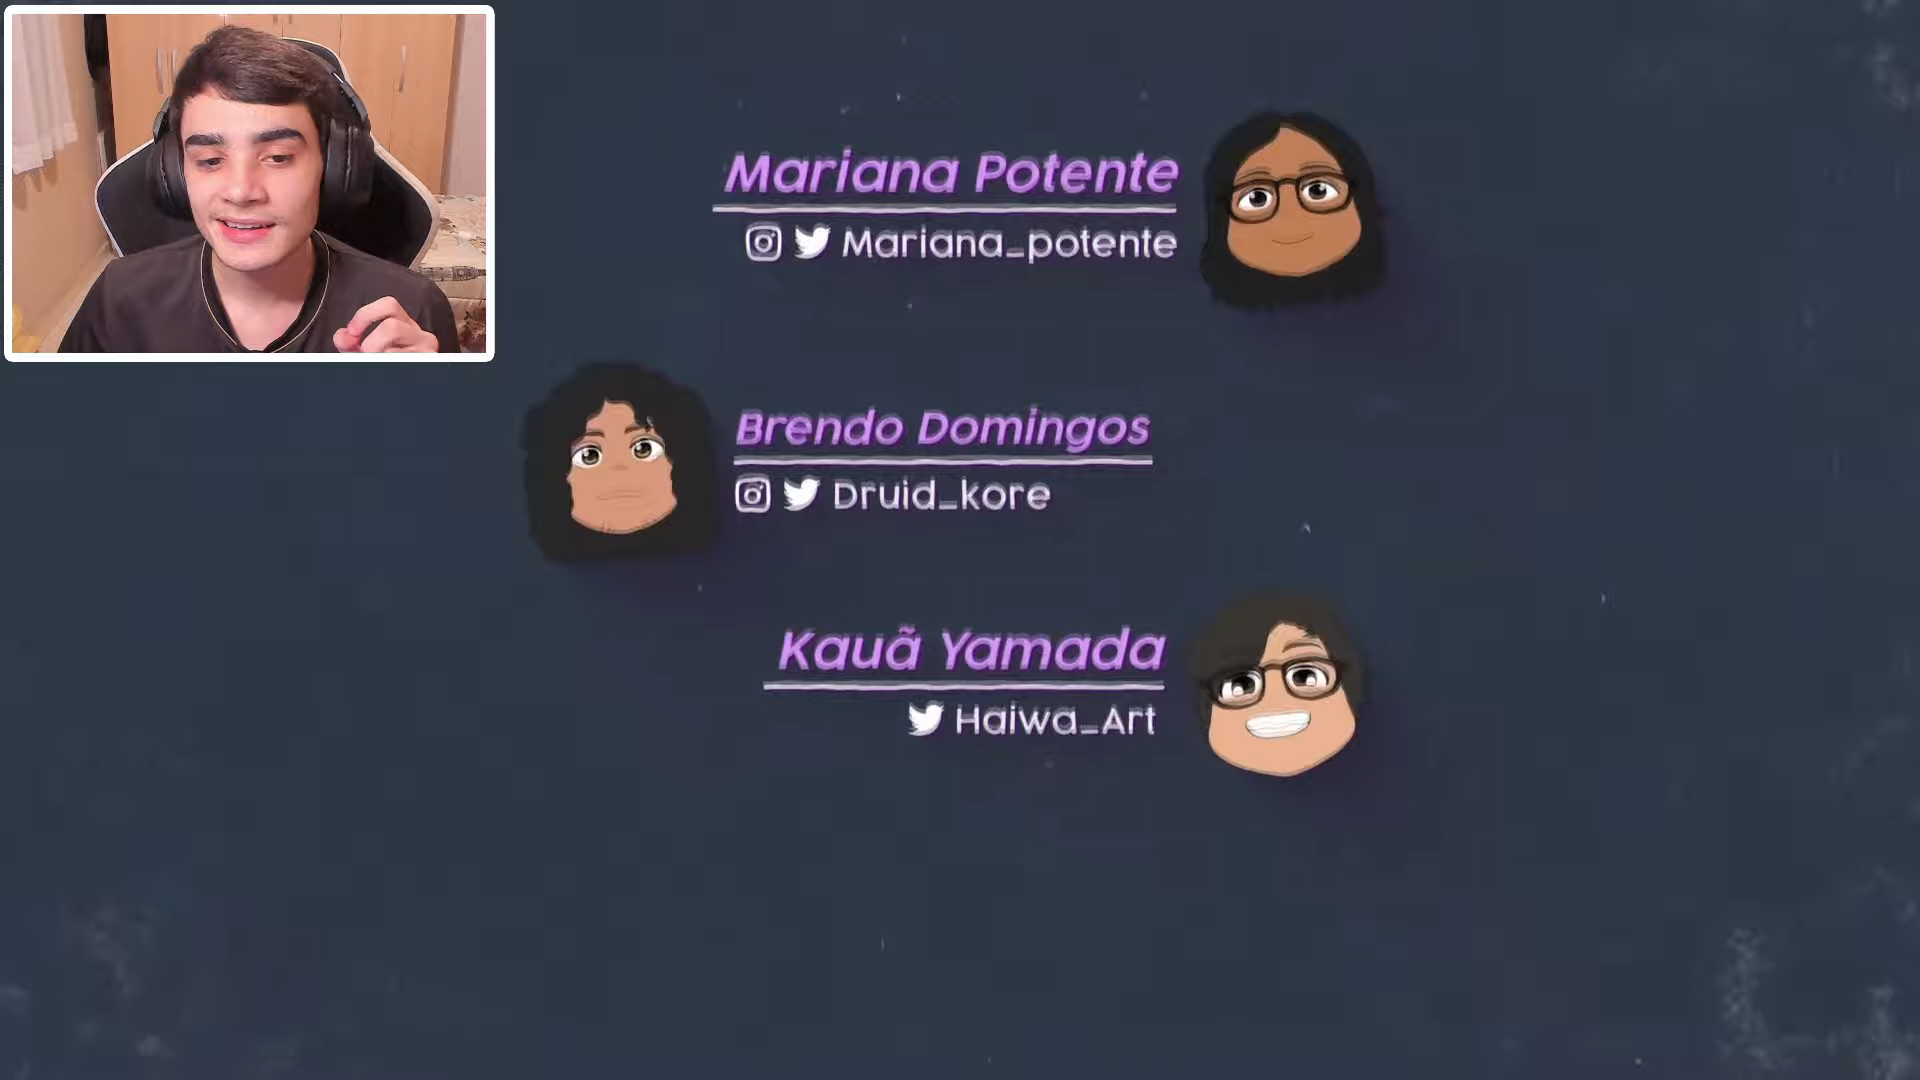 Mariana Potente
Mariana_potente
Brendo Domingos
Druid_kore
Kauã Yamada
Haiwa_Art